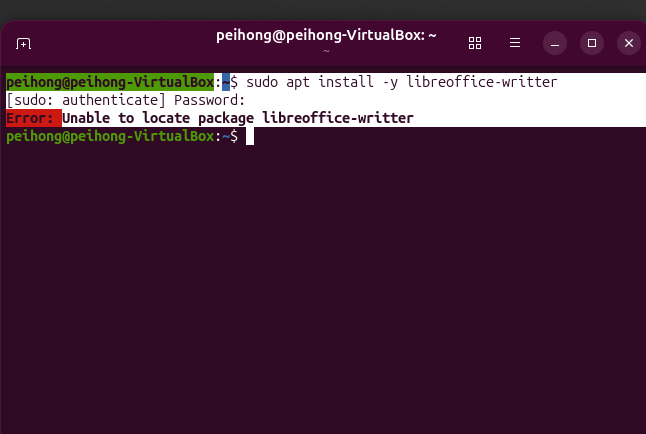 peihong@peihong-VirtualBox: ~
~
peihong@peihong-VirtualBox:~$ sudo apt install -y libreoffice-writter
[sudo: authenticate] Password:
Error: Unable to locate package libreoffice-writter
peihong@peihong-VirtualBox:~$